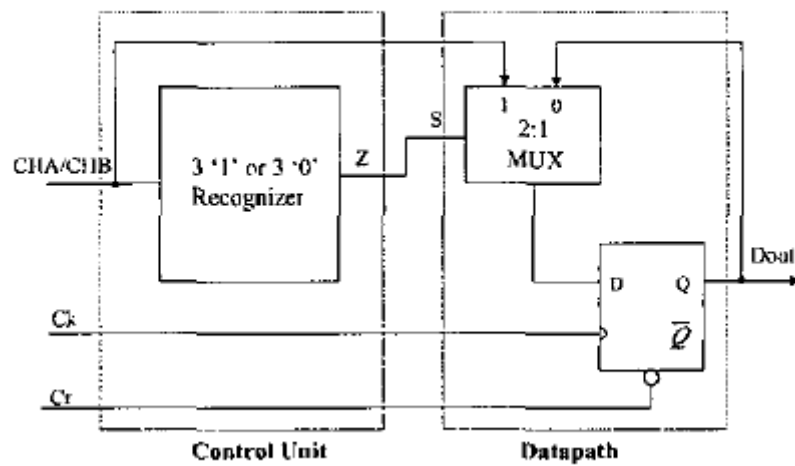 CHA/CHB
3 '1' or 3 '0'
Recognizer
Z
S
1 0
2:1
MUX
D Q
Q̅
Dout
Ck
Cr
Control Unit
Datapath